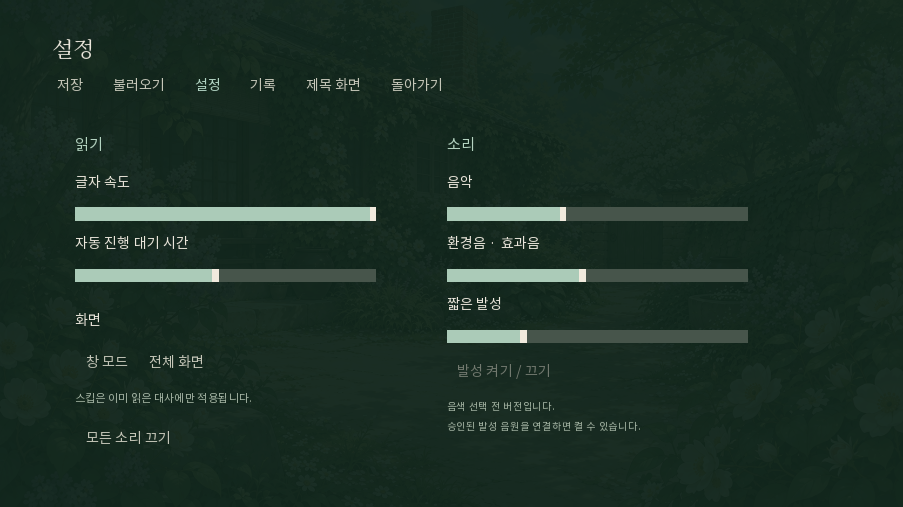 설정
저장 불러오기 설정 기록 제목 화면 돌아가기
읽기
글자 속도
자동 진행 대기 시간
화면
창 모드 전체 화면
스킵은 이미 읽은 대사에만 적용됩니다.
모든 소리 끄기
소리
음악
환경음 · 효과음
짧은 발성
발성 켜기 / 끄기
음색 선택 전 버전입니다.
승인된 발성 음원을 연결하면 켤 수 있습니다.